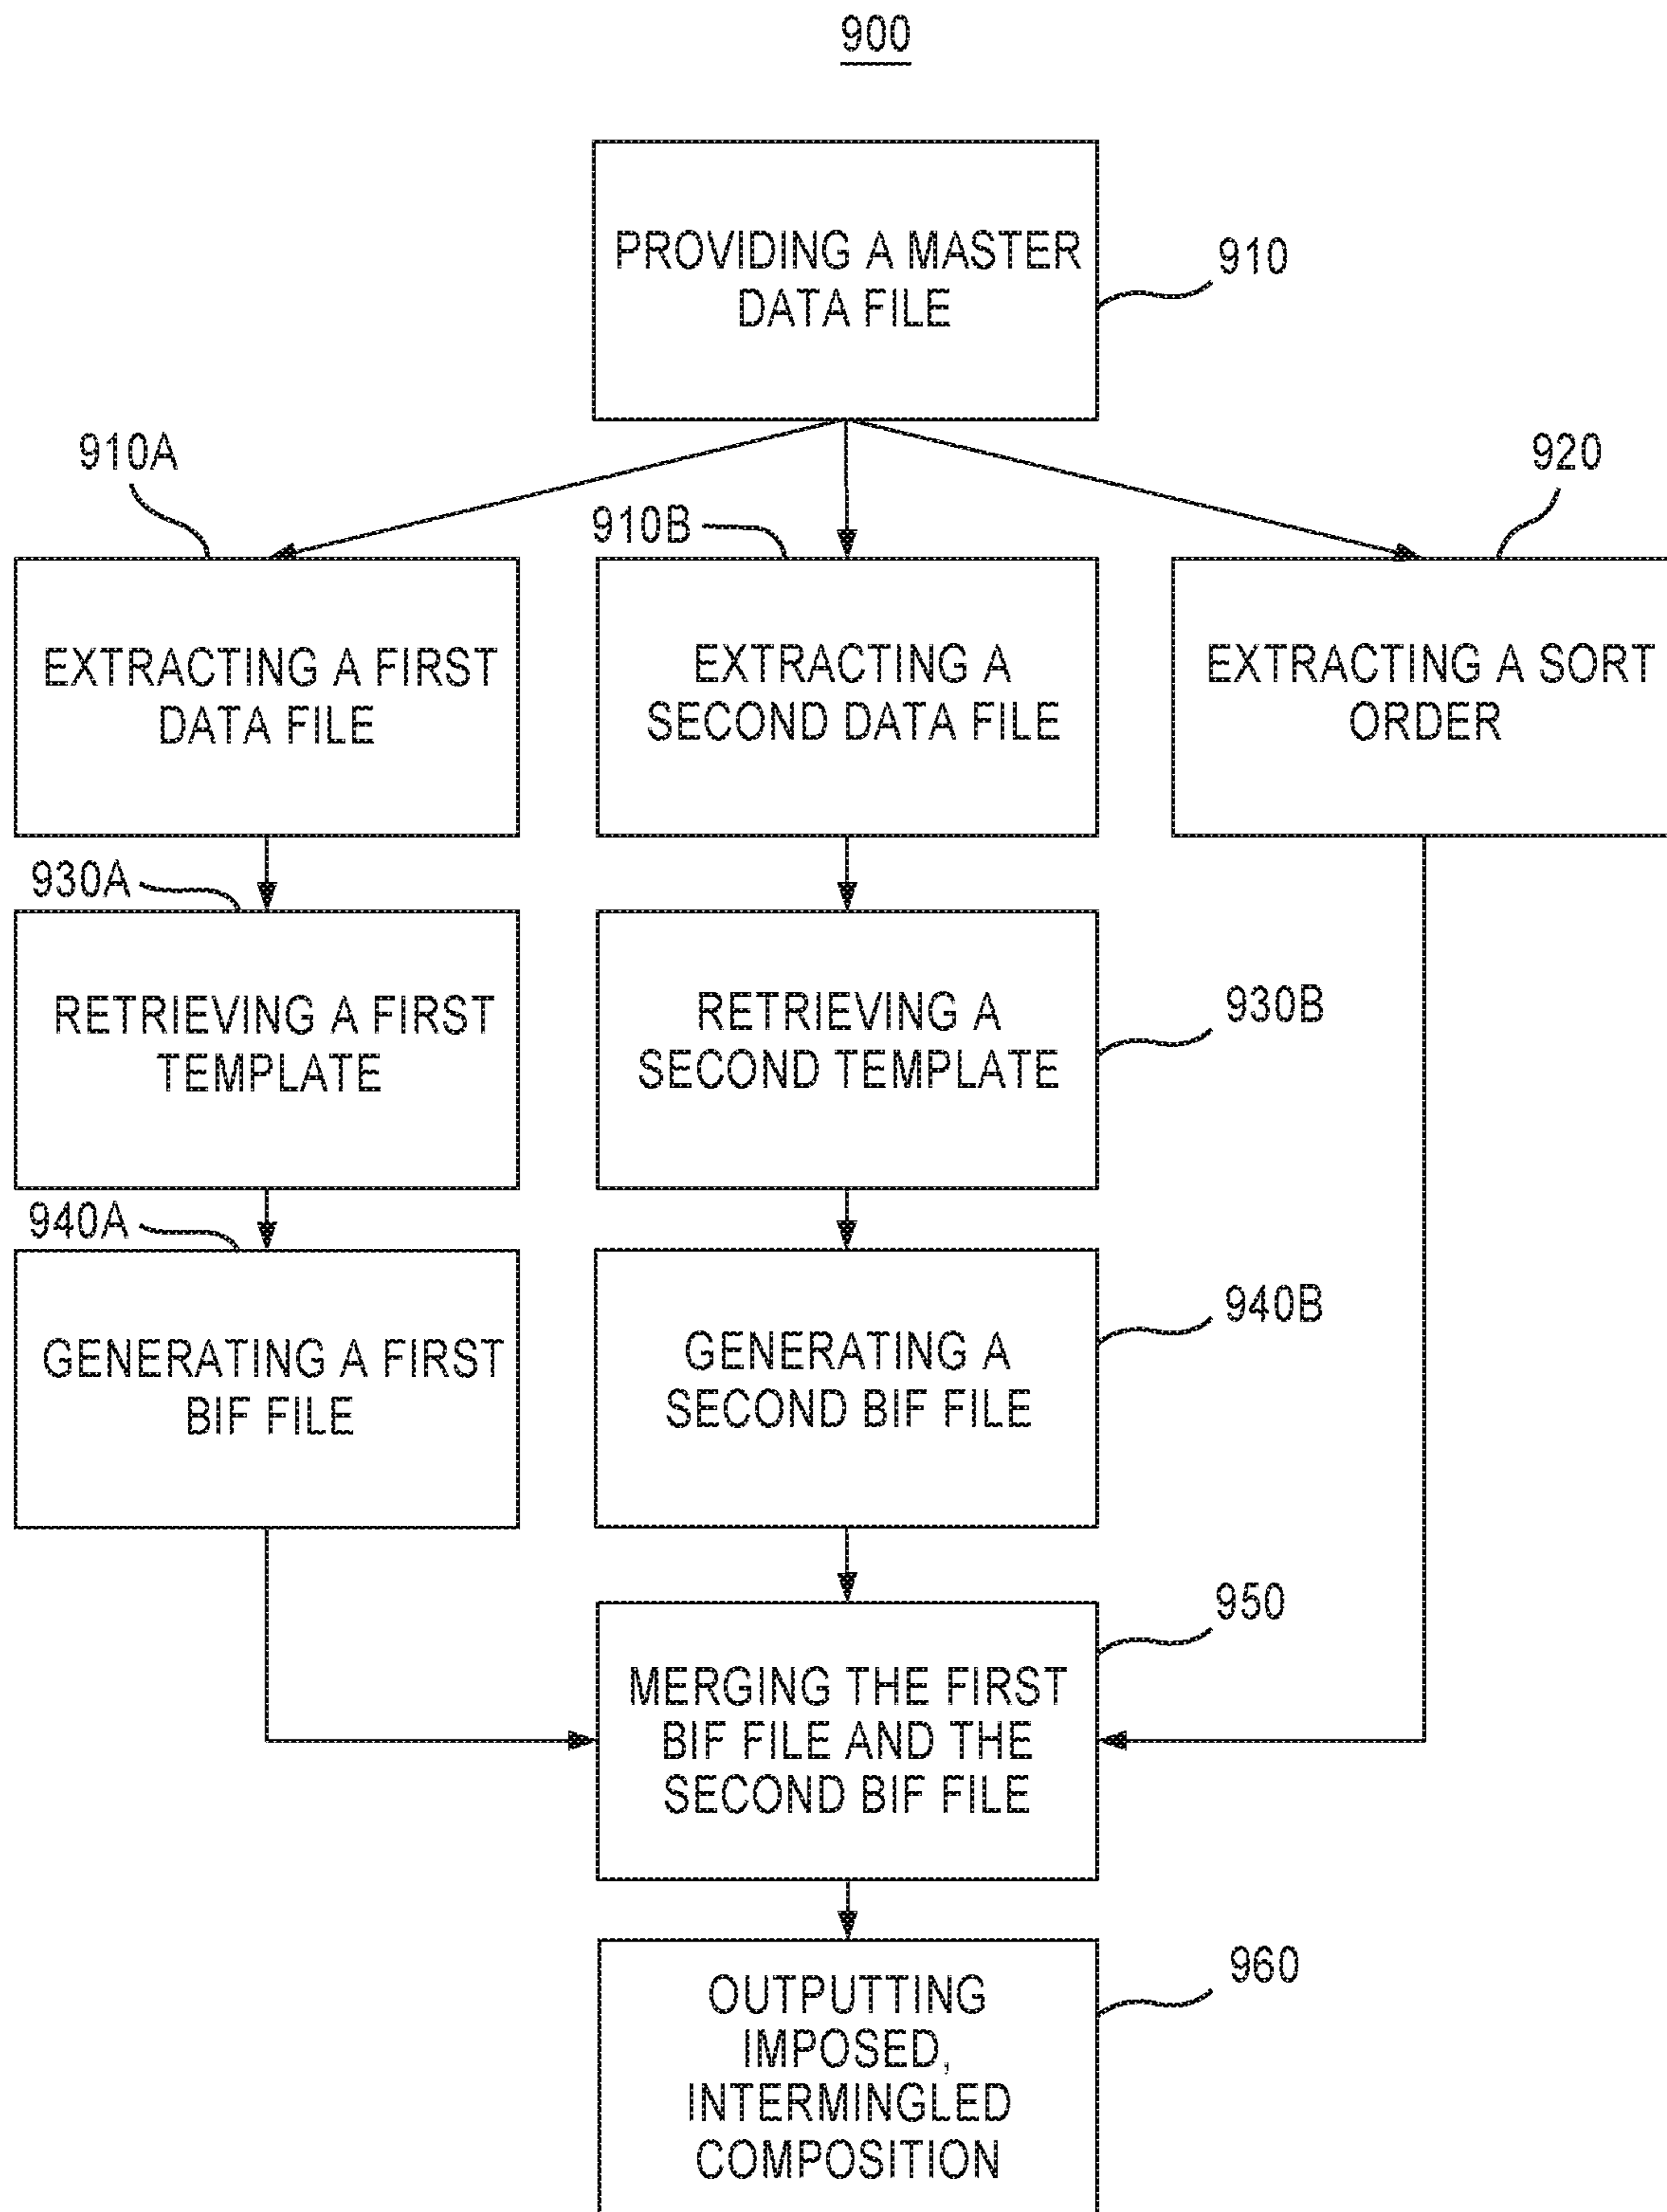 900
PROVIDING A MASTER
DATA FILE
910
910A
910B
920
EXTRACTING A FIRST
DATA FILE
EXTRACTING A
SECOND DATA FILE
EXTRACTING A SORT
ORDER
930A
RETRIEVING A FIRST
TEMPLATE
RETRIEVING A
SECOND TEMPLATE
930B
940A
GENERATING A FIRST
BIF FILE
GENERATING A
SECOND BIF FILE
940B
950
MERGING THE FIRST
BIF FILE AND THE
SECOND BIF FILE
OUTPUTTING
IMPOSED,
INTERMINGLED
COMPOSITION
960